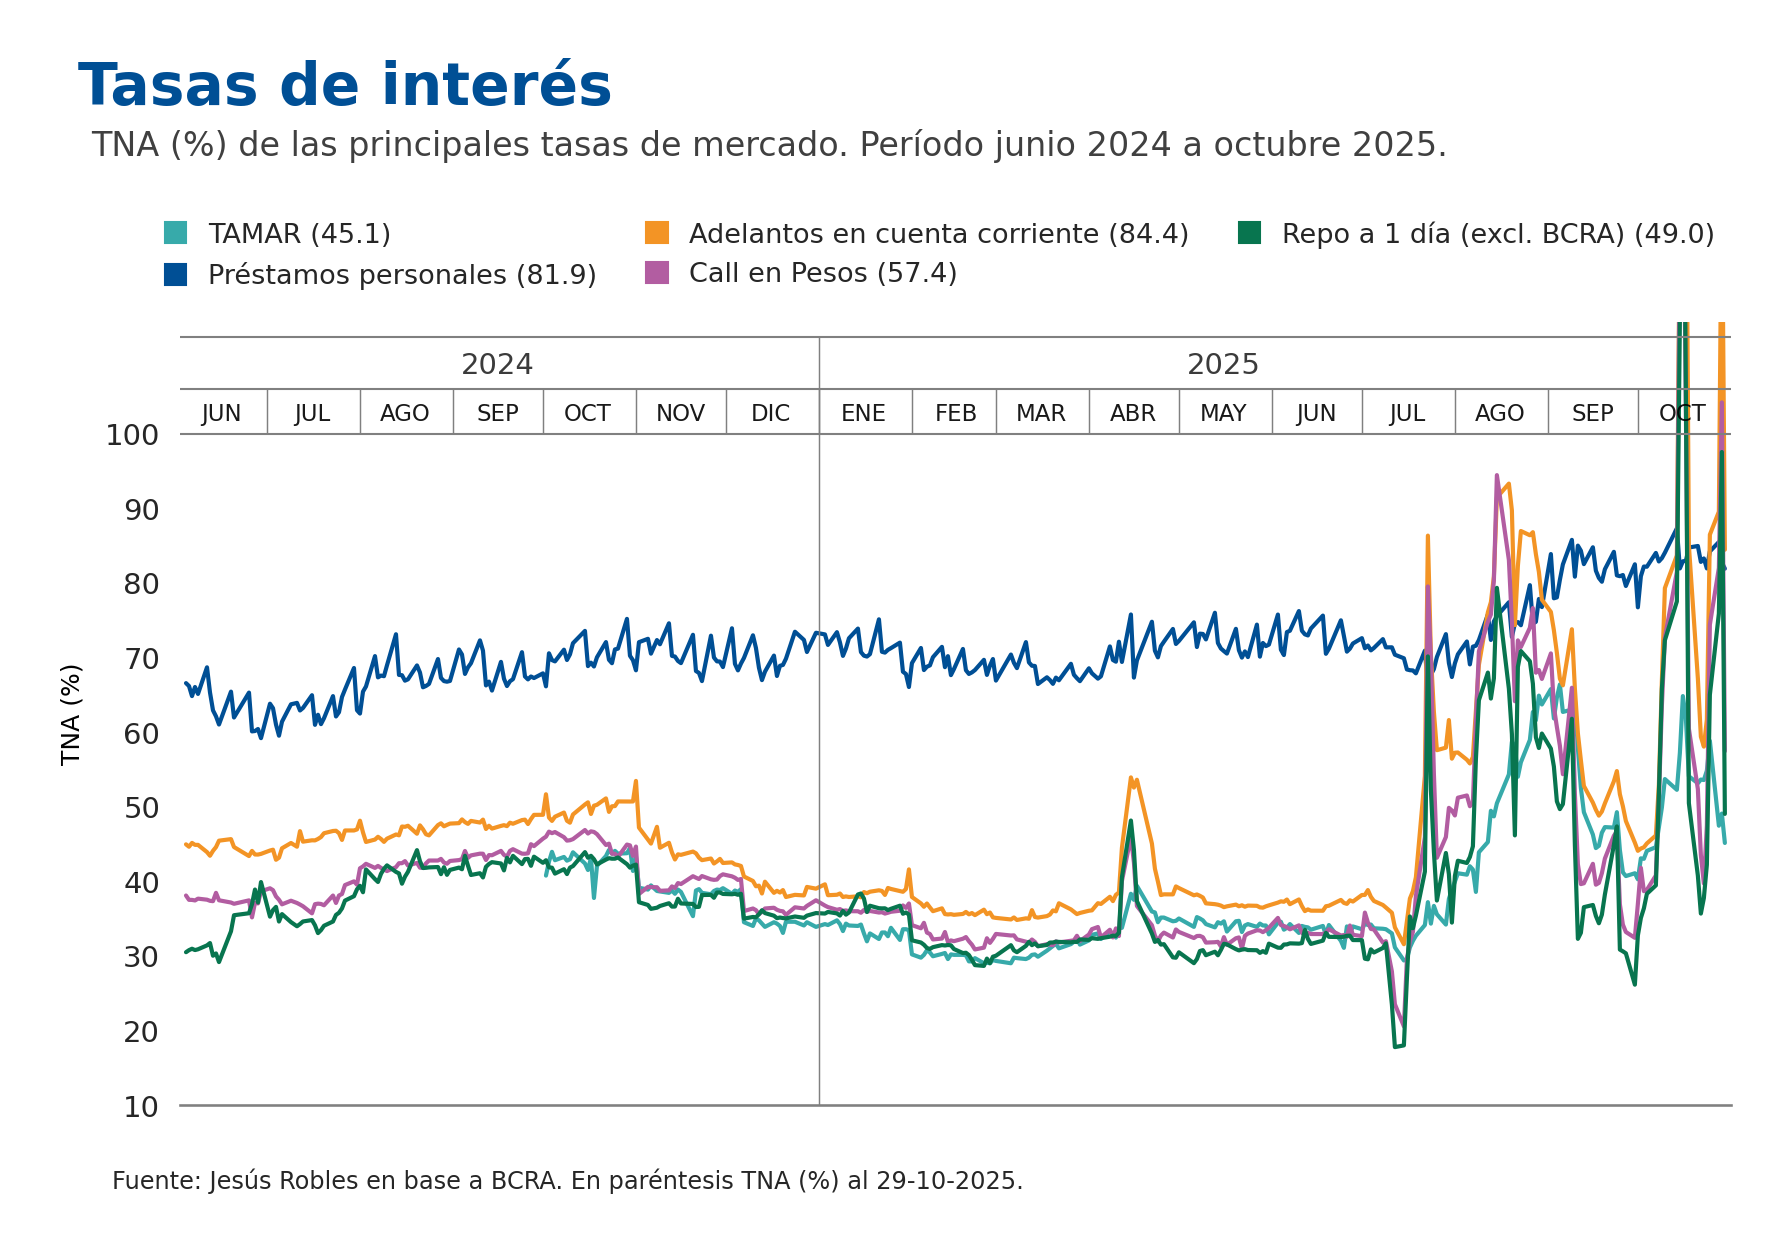 Tasas de interés
TNA (%) de las principales tasas de mercado. Período junio 2024 a octubre 2025.
TAMAR (45.1)
Préstamos personales (81.9)
Adelantos en cuenta corriente (84.4)
Call en Pesos (57.4)
Repo a 1 día (excl. BCRA) (49.0)
2024 2025
JUN JUL AGO SEP OCT NOV DIC ENE FEB MAR ABR MAY JUN JUL AGO SEP OCT
100
90
80
70
60
50
40
30
20
10
TNA (%)
Fuente: Jesús Robles en base a BCRA. En paréntesis TNA (%) al 29-10-2025.